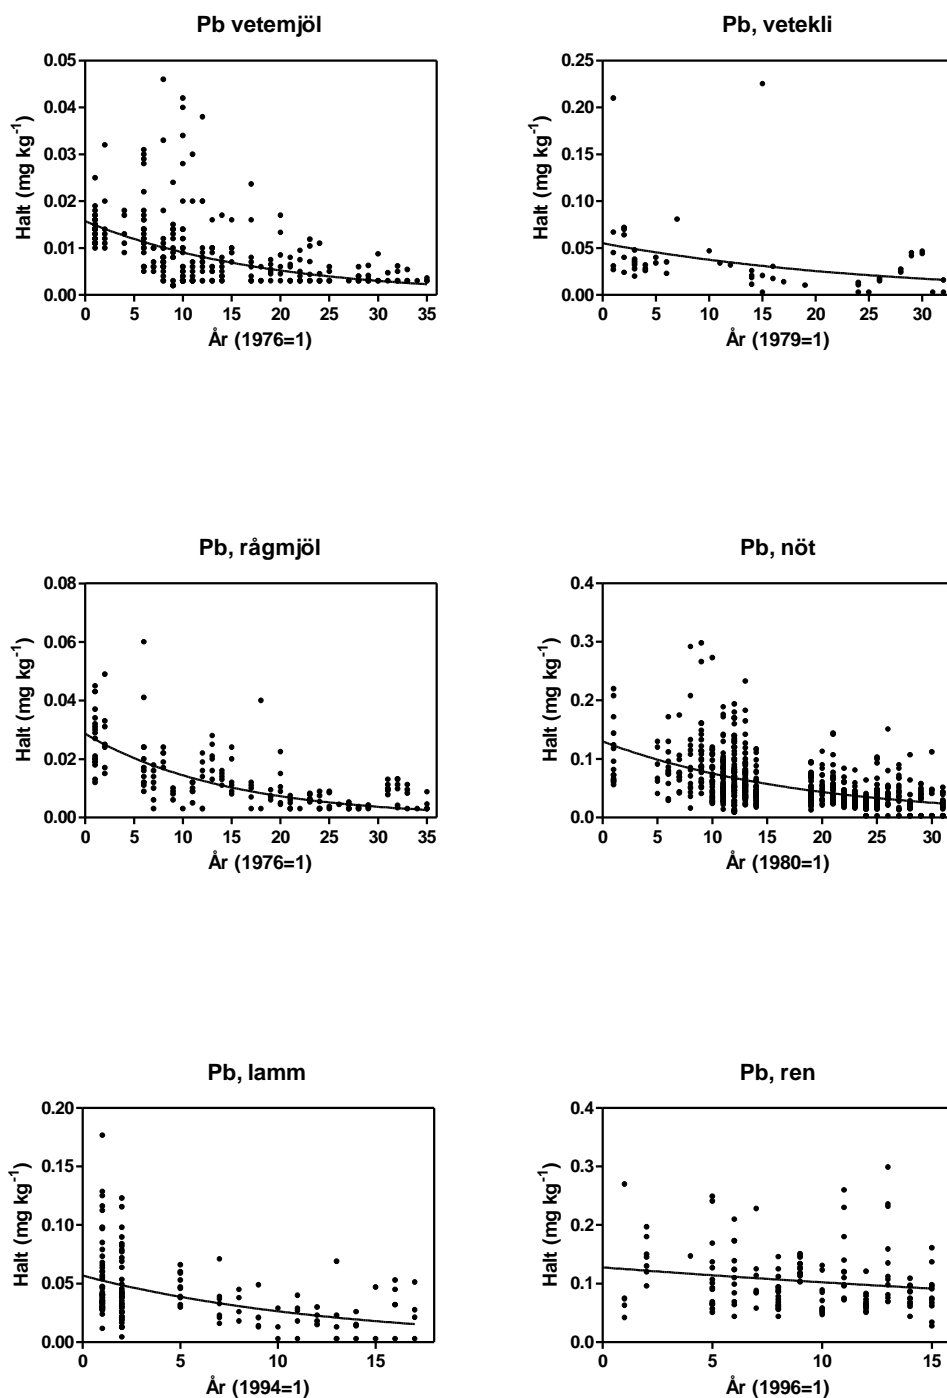 Pb vetemjöl
Halt (mg kg-1)
0.05
0.04
0.03
0.02
0.01
0.00
0 5 10 15 20 25 30 35
År (1976=1)
Pb, vetekli
Halt (mg kg-1)
0.25
0.20
0.15
0.10
0.05
0.00
0 5 10 15 20 25 30
År (1979=1)
Pb, rågmjöl
Halt (mg kg-1)
0.08
0.06
0.04
0.02
0.00
0 5 10 15 20 25 30 35
År (1976=1)
Pb, nöt
Halt (mg kg-1)
0.4
0.3
0.2
0.1
0.0
0 5 10 15 20 25 30
År (1980=1)
Pb, lamm
Halt (mg kg-1)
0.20
0.15
0.10
0.05
0.00
0 5 10 15
År (1994=1)
Pb, ren
Halt (mg kg-1)
0.4
0.3
0.2
0.1
0.0
0 5 10 15
År (1996=1)